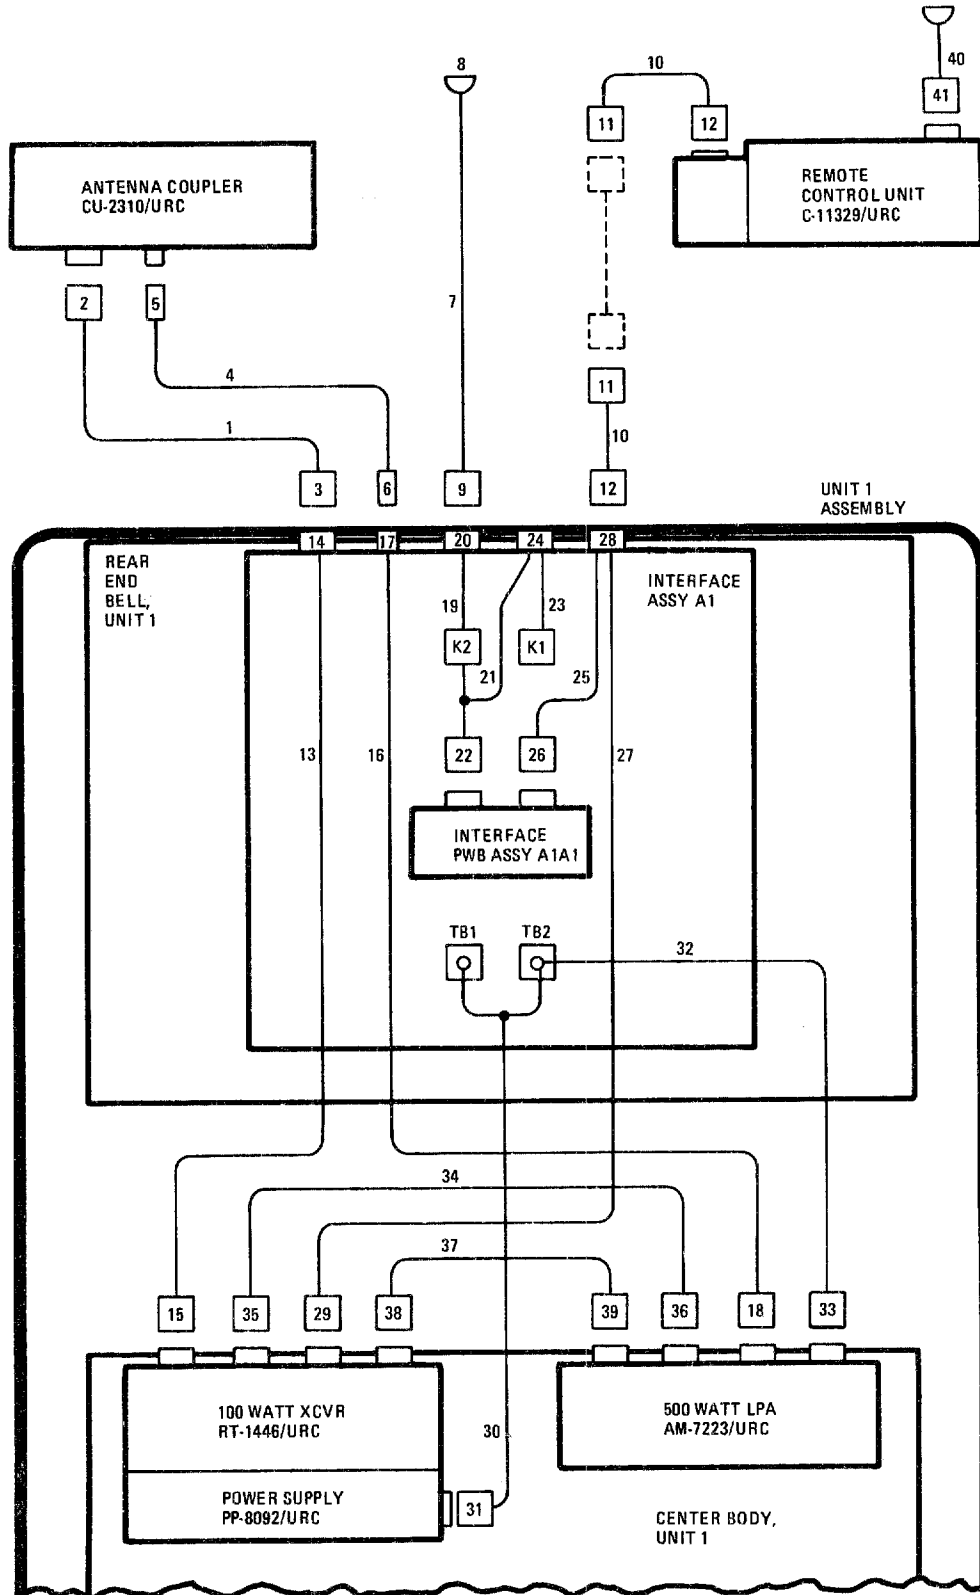 40
8
10
41
11
12
ANTENNA COUPLER
CU-2310/URC
REMOTE
CONTROL UNIT
C-11329/URC
2
5
7
4
11
1
10
3
6
9
12
UNIT 1
ASSEMBLY
14
17
20
24
28
REAR
END
BELL,
UNIT 1
INTERFACE
ASSY A1
19
23
K2
K1
21
25
13
16
22
26
27
INTERFACE
PWB ASSY A1A1
TB1
TB2
32
34
37
15
35
29
38
39
36
18
33
100 WATT XCVR
RT-1446/URC
500 WATT LPA
AM-7223/URC
30
POWER SUPPLY
PP-8092/URC
31
CENTER BODY,
UNIT 1